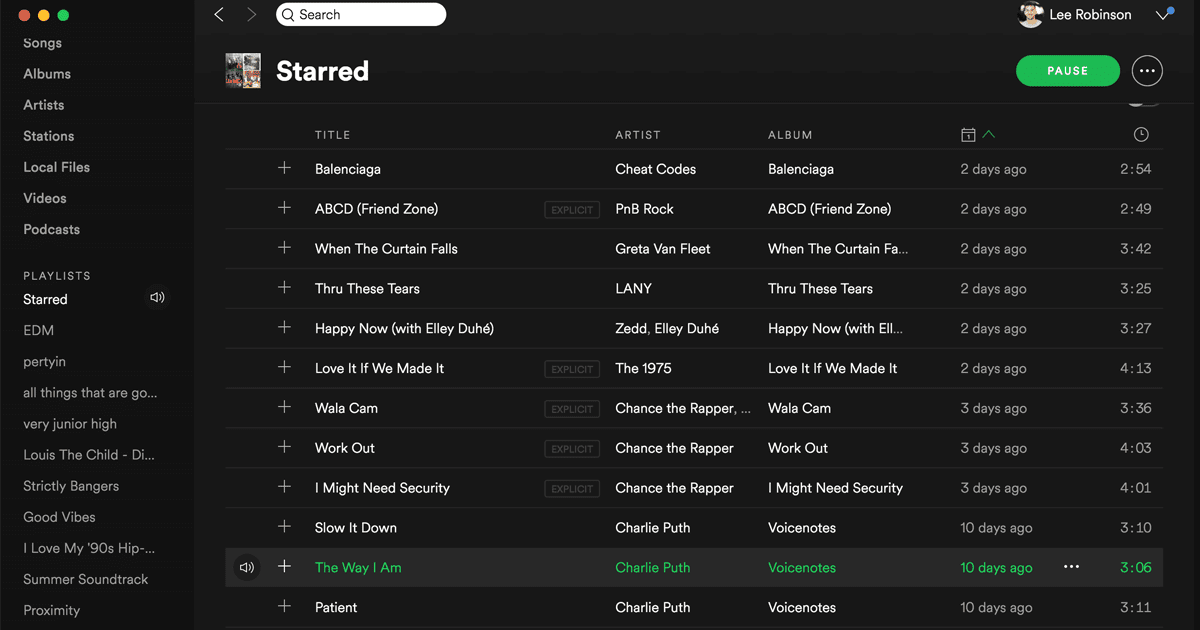 Search
Lee Robinson
Songs
Albums
Artists
Stations
Local Files
Videos
Podcasts
PLAYLISTS
Starred
EDM
pertyin
all things that are go...
very junior high
Louis The Child - Di...
Strictly Bangers
Good Vibes
I Love My '90s Hip-...
Summer Soundtrack
Proximity
Starred
PAUSE
TITLE ARTIST ALBUM
Balenciaga Cheat Codes Balenciaga 2 days ago 2:54
ABCD (Friend Zone) EXPLICIT PnB Rock ABCD (Friend Zone) 2 days ago 2:49
When The Curtain Falls Greta Van Fleet When The Curtain Fa... 2 days ago 3:42
Thru These Tears LANY Thru These Tears 2 days ago 3:25
Happy Now (with Elley Duhé) Zedd, Elley Duhé Happy Now (with Ell... 2 days ago 3:27
Love It If We Made It EXPLICIT The 1975 Love It If We Made It 2 days ago 4:13
Wala Cam EXPLICIT Chance the Rapper, ... Wala Cam 3 days ago 3:36
Work Out EXPLICIT Chance the Rapper Work Out 3 days ago 4:03
I Might Need Security EXPLICIT Chance the Rapper I Might Need Security 3 days ago 4:01
Slow It Down Charlie Puth Voicenotes 10 days ago 3:10
The Way I Am Charlie Puth Voicenotes 10 days ago 3:06
Patient Charlie Puth Voicenotes 10 days ago 3:11